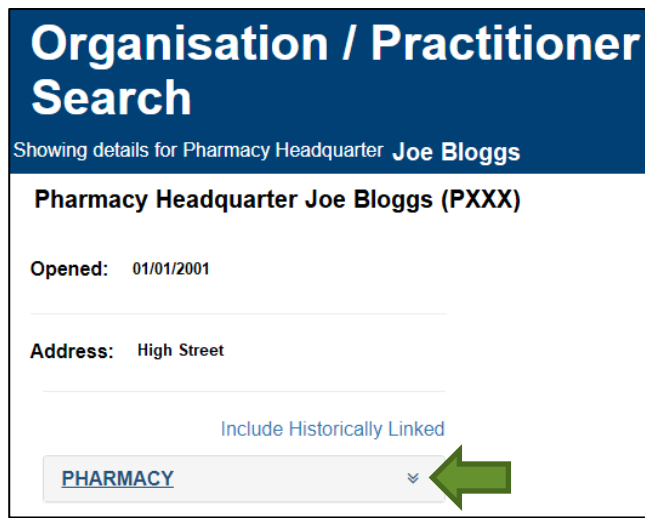 Organisation / Practitioner
Search
Showing details for Pharmacy Headquarter Joe Bloggs
Pharmacy Headquarter Joe Bloggs (PXXX)
Opened: 01/01/2001
Address: High Street
Include Historically Linked
PHARMACY